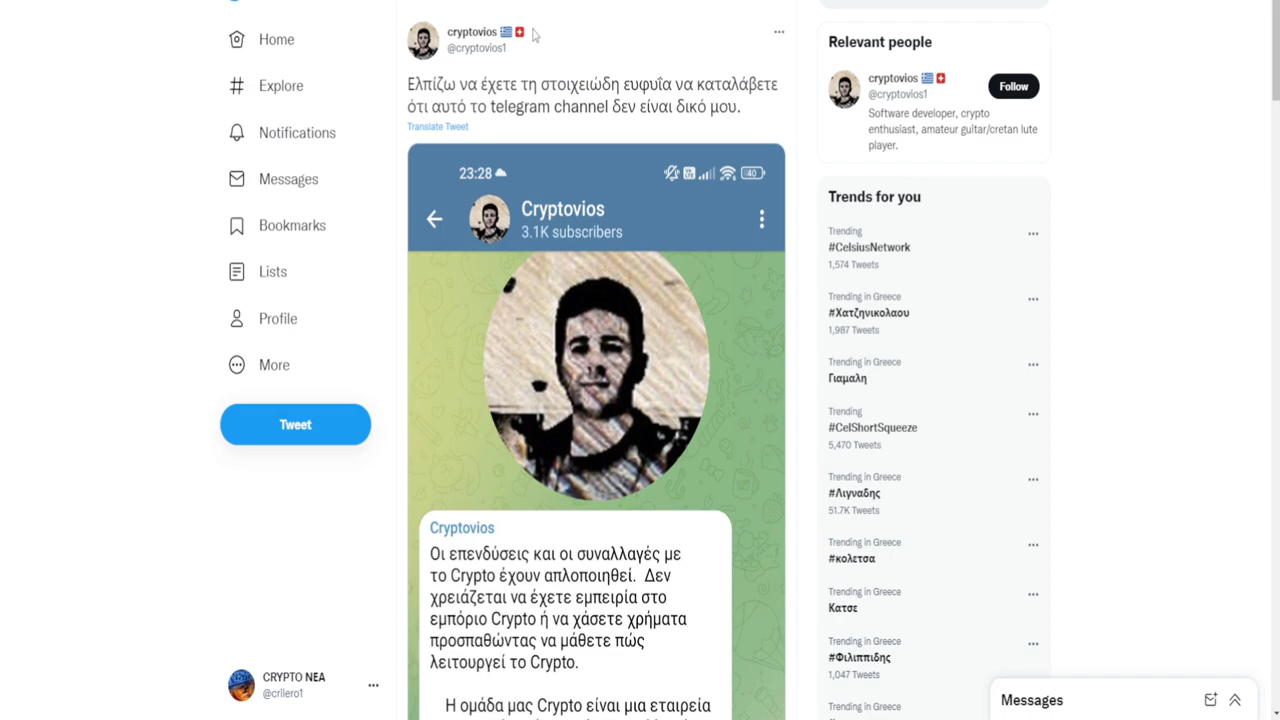 Home
Explore
Notifications
Messages
Bookmarks
Lists
Profile
More
Tweet
CRYPTO NEA
@crilero1
cryptovios
@cryptovios1
Ελπίζω να έχετε τη στοιχειώδη ευφυΐα να καταλάβετε
ότι αυτό το telegram channel δεν είναι δικό μου.
Translate Tweet
23:28
40
Cryptovios
3.1K subscribers
Cryptovios
Οι επενδύσεις και οι συναλλαγές με
το Crypto έχουν απλοποιηθεί. Δεν
χρειάζεται να έχετε εμπειρία στο
εμπόριο Crypto ή να χάσετε χρήματα
προσπαθώντας να μάθετε πώς
λειτουργεί το Crypto.
Η ομάδα μας Crypto είναι μια εταιρεία
Relevant people
cryptovios
@cryptovios1
Follow
Software developer, crypto
enthusiast, amateur guitar/cretan lute
player.
Trends for you
Trending
#CelsiusNetwork
1,574 Tweets
Trending in Greece
#Χατζηνικολαου
1,987 Tweets
Trending in Greece
Γιαμαλη
Trending
#CelShortSqueeze
5,470 Tweets
Trending in Greece
#Λιγναδης
51.7K Tweets
Trending in Greece
#κολετσα
Trending in Greece
Κατσε
Trending in Greece
#Φιλιππιδης
1,047 Tweets
Trending in Greece
Messages